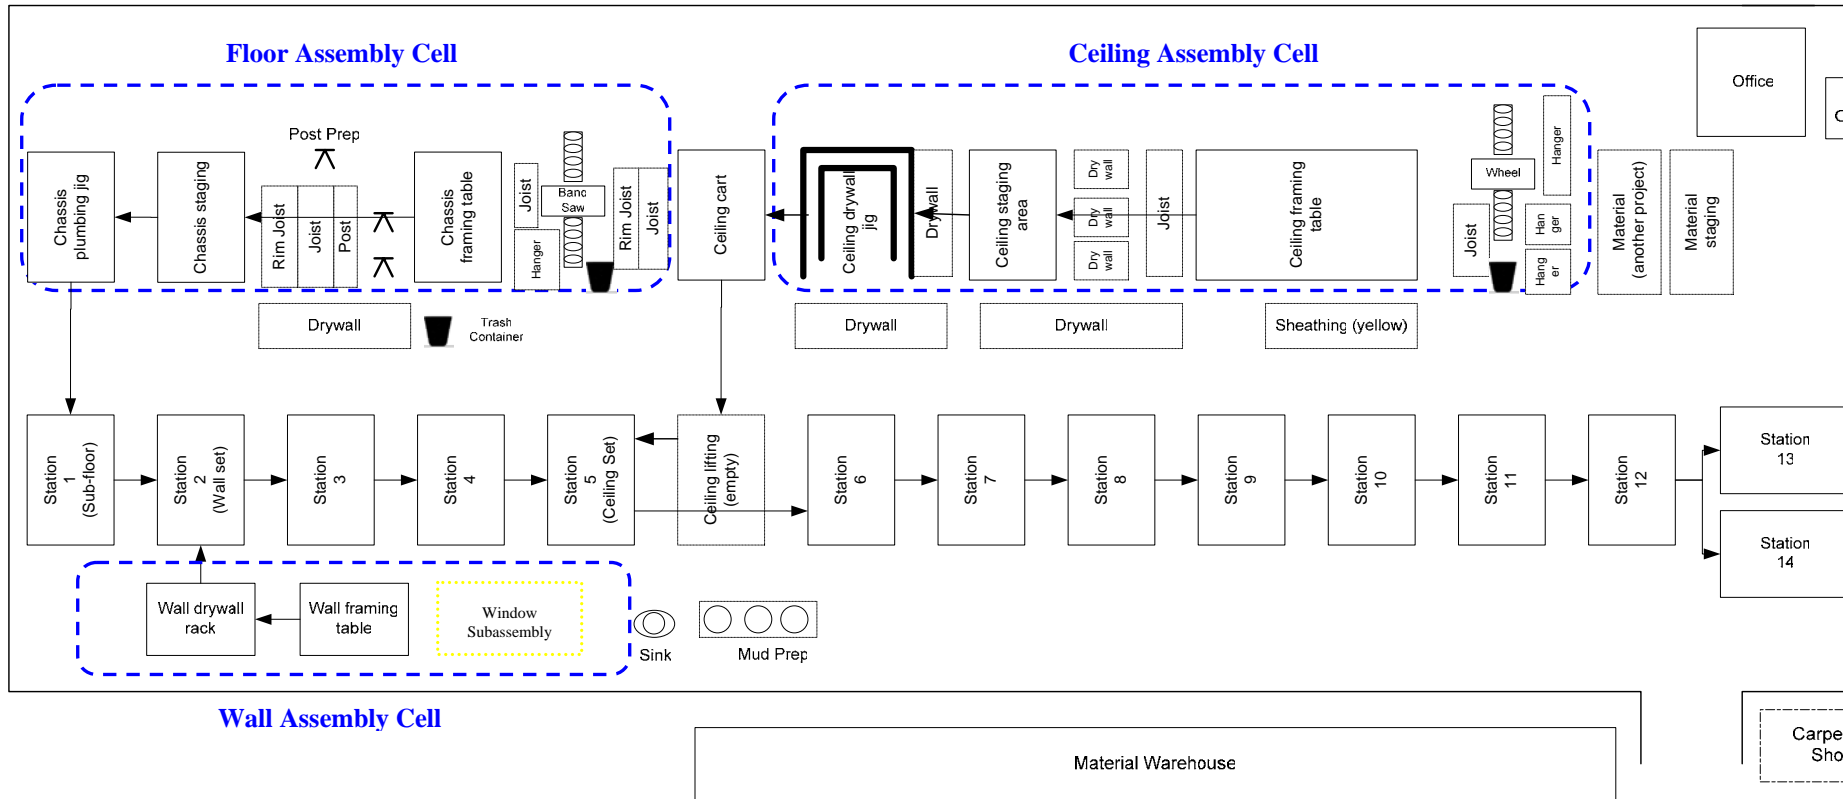 Floor Assembly Cell
Ceiling Assembly Cell
Office
Post Prep
Chassis
plumbing jig
Chassis staging
Rim Joist
Joist
Post
Chassis
framing table
Joist
Hanger
Band
Saw
Rim Joist
Joist
Ceiling cart
Ceiling drywall
jig
Drywall
Ceiling staging
area
Dry
wall
Dry
wall
Dry
wall
Joist
Ceiling framing
table
Joist
Wheel
Hanger
Han
ger
Hang
er
Material
(another project)
Material
staging
Drywall
Trash
Container
Drywall
Drywall
Sheathing (yellow)
Station
1
(Sub-floor)
Station
2
(Wall set)
Station
3
Station
4
Station
5
(Ceiling Set)
Ceiling lifting
(empty)
Station
6
Station
7
Station
8
Station
9
Station
10
Station
11
Station
12
Station
13
Station
14
Wall drywall
rack
Wall framing
table
Window
Subassembly
Sink
Mud Prep
Wall Assembly Cell
Material Warehouse
Carpe
Sho